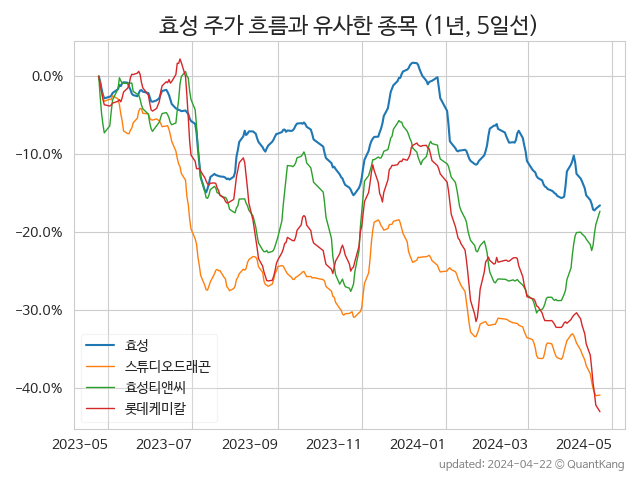 효성 주가 흐름과 유사한 종목 (1년, 5일선)
0.0%
−10.0%
−20.0%
−30.0%
−40.0%
효성
스튜디오드래곤
효성티앤씨
롯데케미칼
2023−05 2023−07 2023−09 2023−11 2024−01 2024−03 2024−05
updated: 2024−04−22 © QuantKang